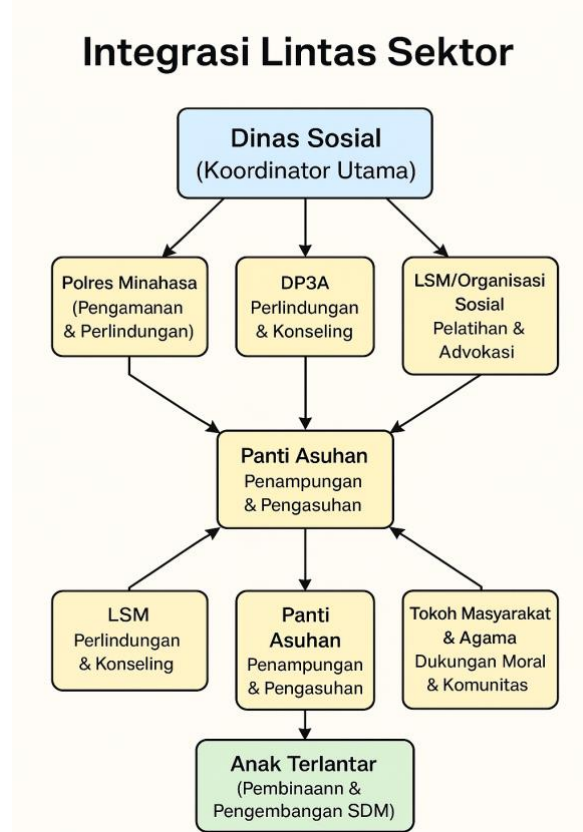 Integrasi Lintas Sektor
Dinas Sosial
(Koordinator Utama)
Polres Minahasa
(Pengamanan
& Perlindungan)
DP3A
Perlindungan
& Konseling
LSM/Organisasi
Sosial
Pelatihan &
Advokasi
Panti Asuhan
Penampungan
& Pengasuhan
LSM
Perlindungan
& Konseling
Panti
Asuhan
Penampungan
& Pengasuhan
Tokoh Masyarakat
& Agama
Dukungan Moral
& Komunitas
Anak Terlantar
(Pembinaann &
Pengembangan SDM)